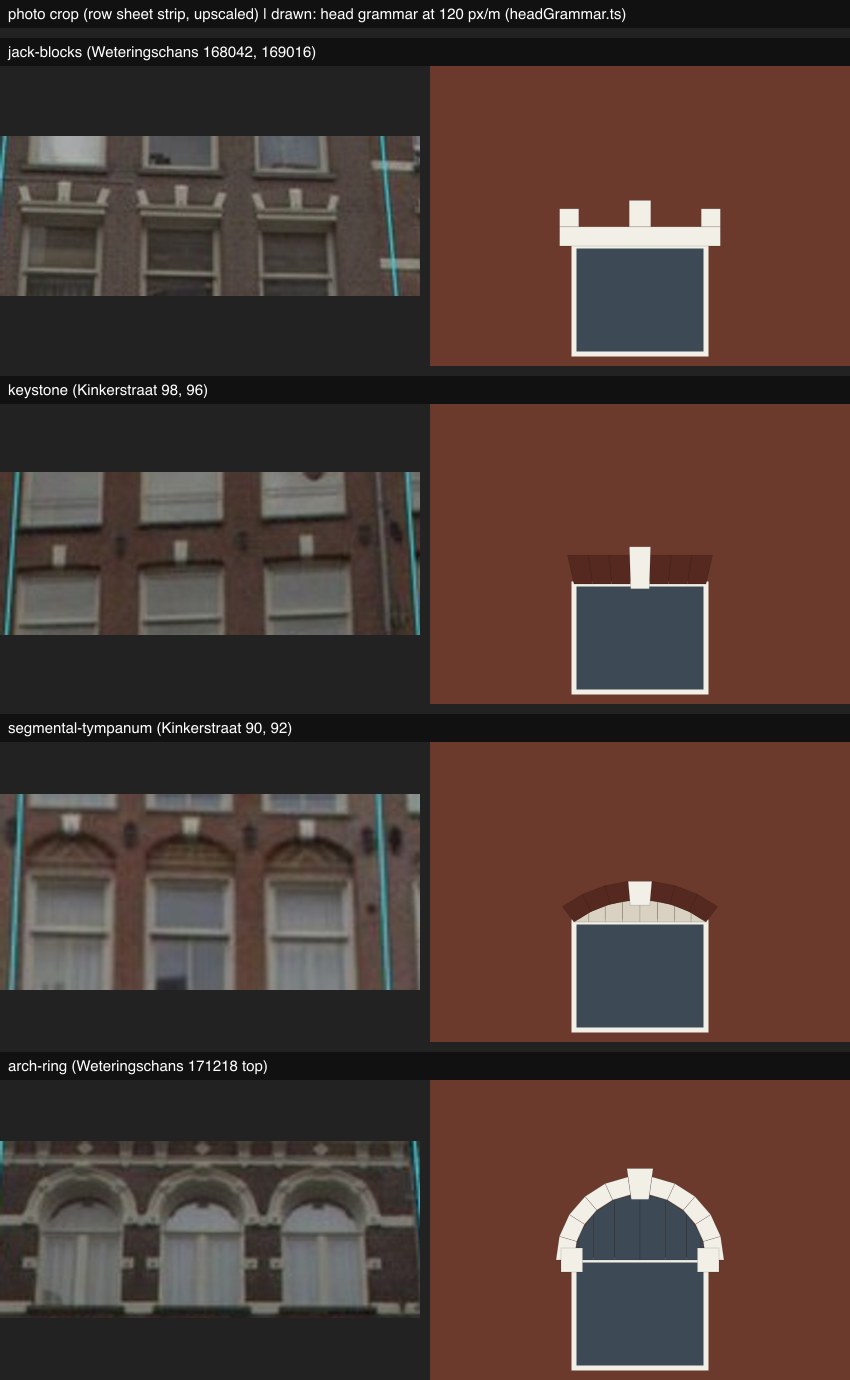 photo crop (row sheet strip, upscaled) | drawn: head grammar at 120 px/m (headGrammar.ts)
jack-blocks (Weteringschans 168042, 169016)
keystone (Kinkerstraat 98, 96)
segmental-tympanum (Kinkerstraat 90, 92)
arch-ring (Weteringschans 171218 top)